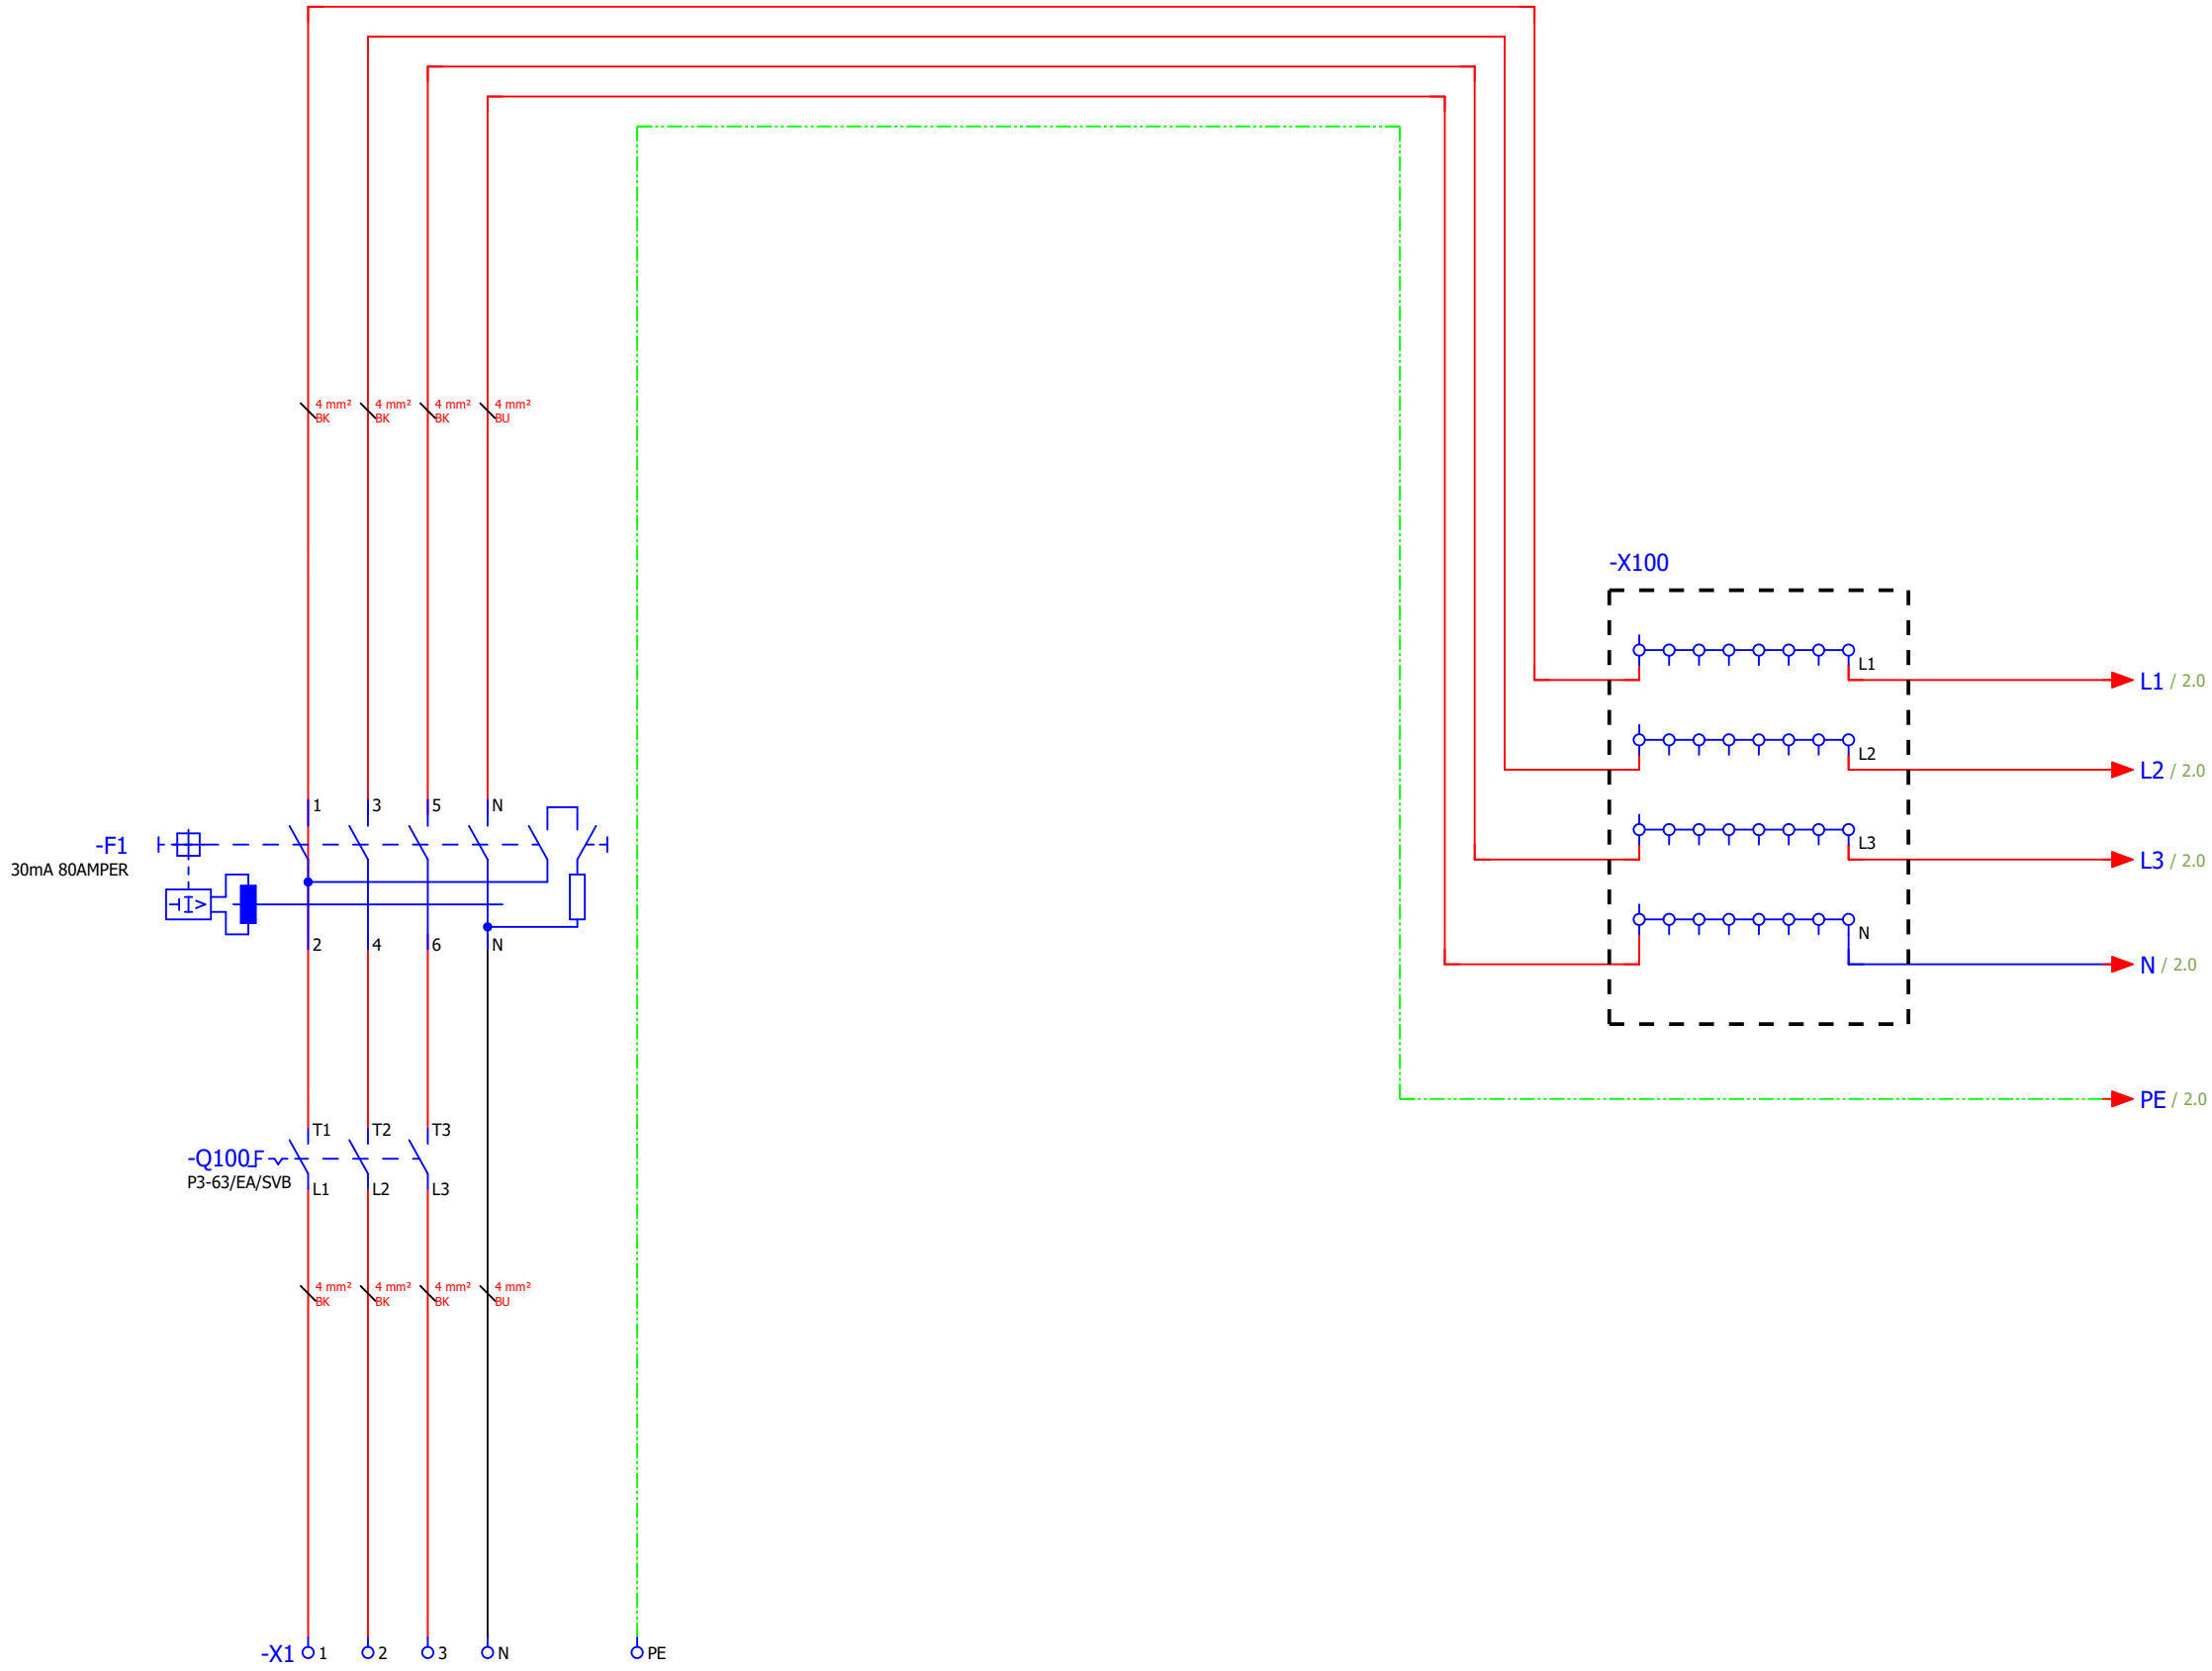 4 mm² 4 mm² 4 mm² 4 mm²
BK BK BK BU
-X100
L1
L1 / 2.0
L2
L2 / 2.0
L3
L3 / 2.0
N
N / 2.0
1 3 5 N
-F1
30mA 80AMPER
I >
2 4 6 N
PE / 2.0
T1 T2 T3
-Q100
P3-63/EA/SVB
L1 L2 L3
4 mm² 4 mm² 4 mm² 4 mm²
BK BK BK BU
-X1 1 2 3 N PE